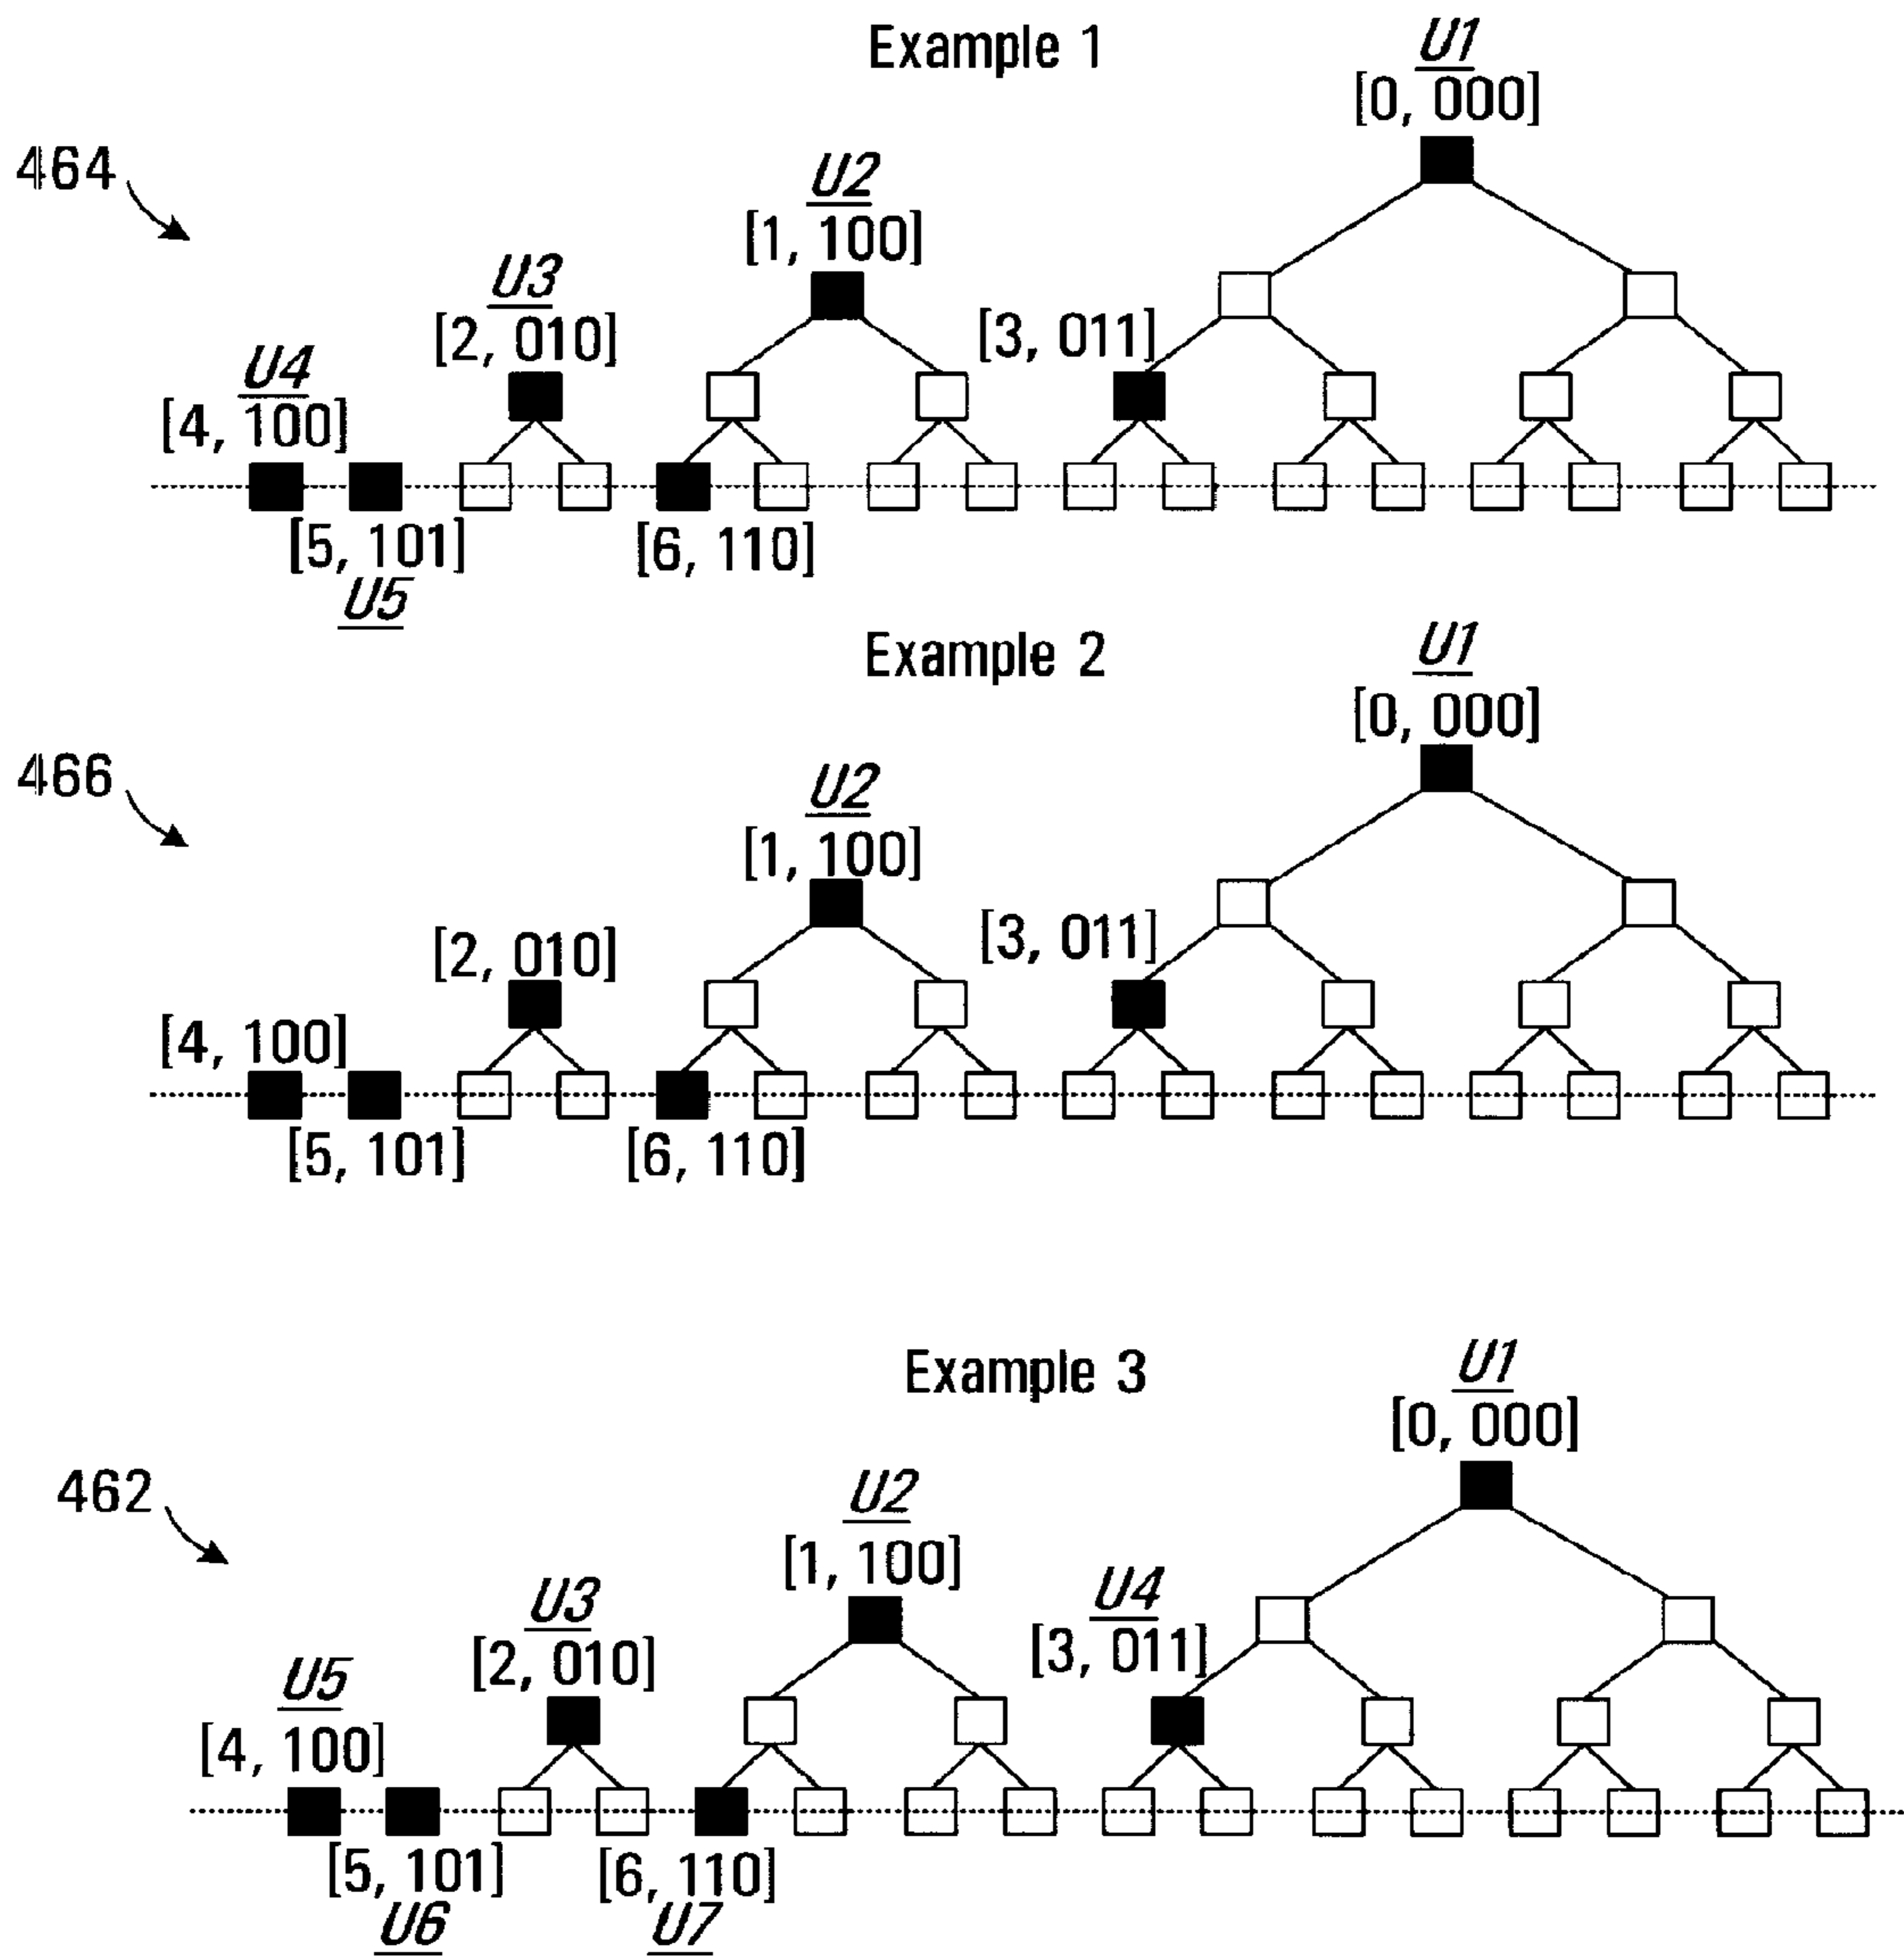 Example 1
U1
[0, 000]
464
U2
[1, 100]
U3
[2, 010]
[3, 011]
U4
[4, 100]
[5, 101]
[6, 110]
U5
Example 2
U1
[0, 000]
466
U2
[1, 100]
[2, 010]
[3, 011]
[4, 100]
[5, 101]
[6, 110]
Example 3
U1
[0, 000]
462
U2
[1, 100]
U3
[2, 010]
U4
[3, 011]
U5
[4, 100]
[5, 101]
[6, 110]
U6
U7